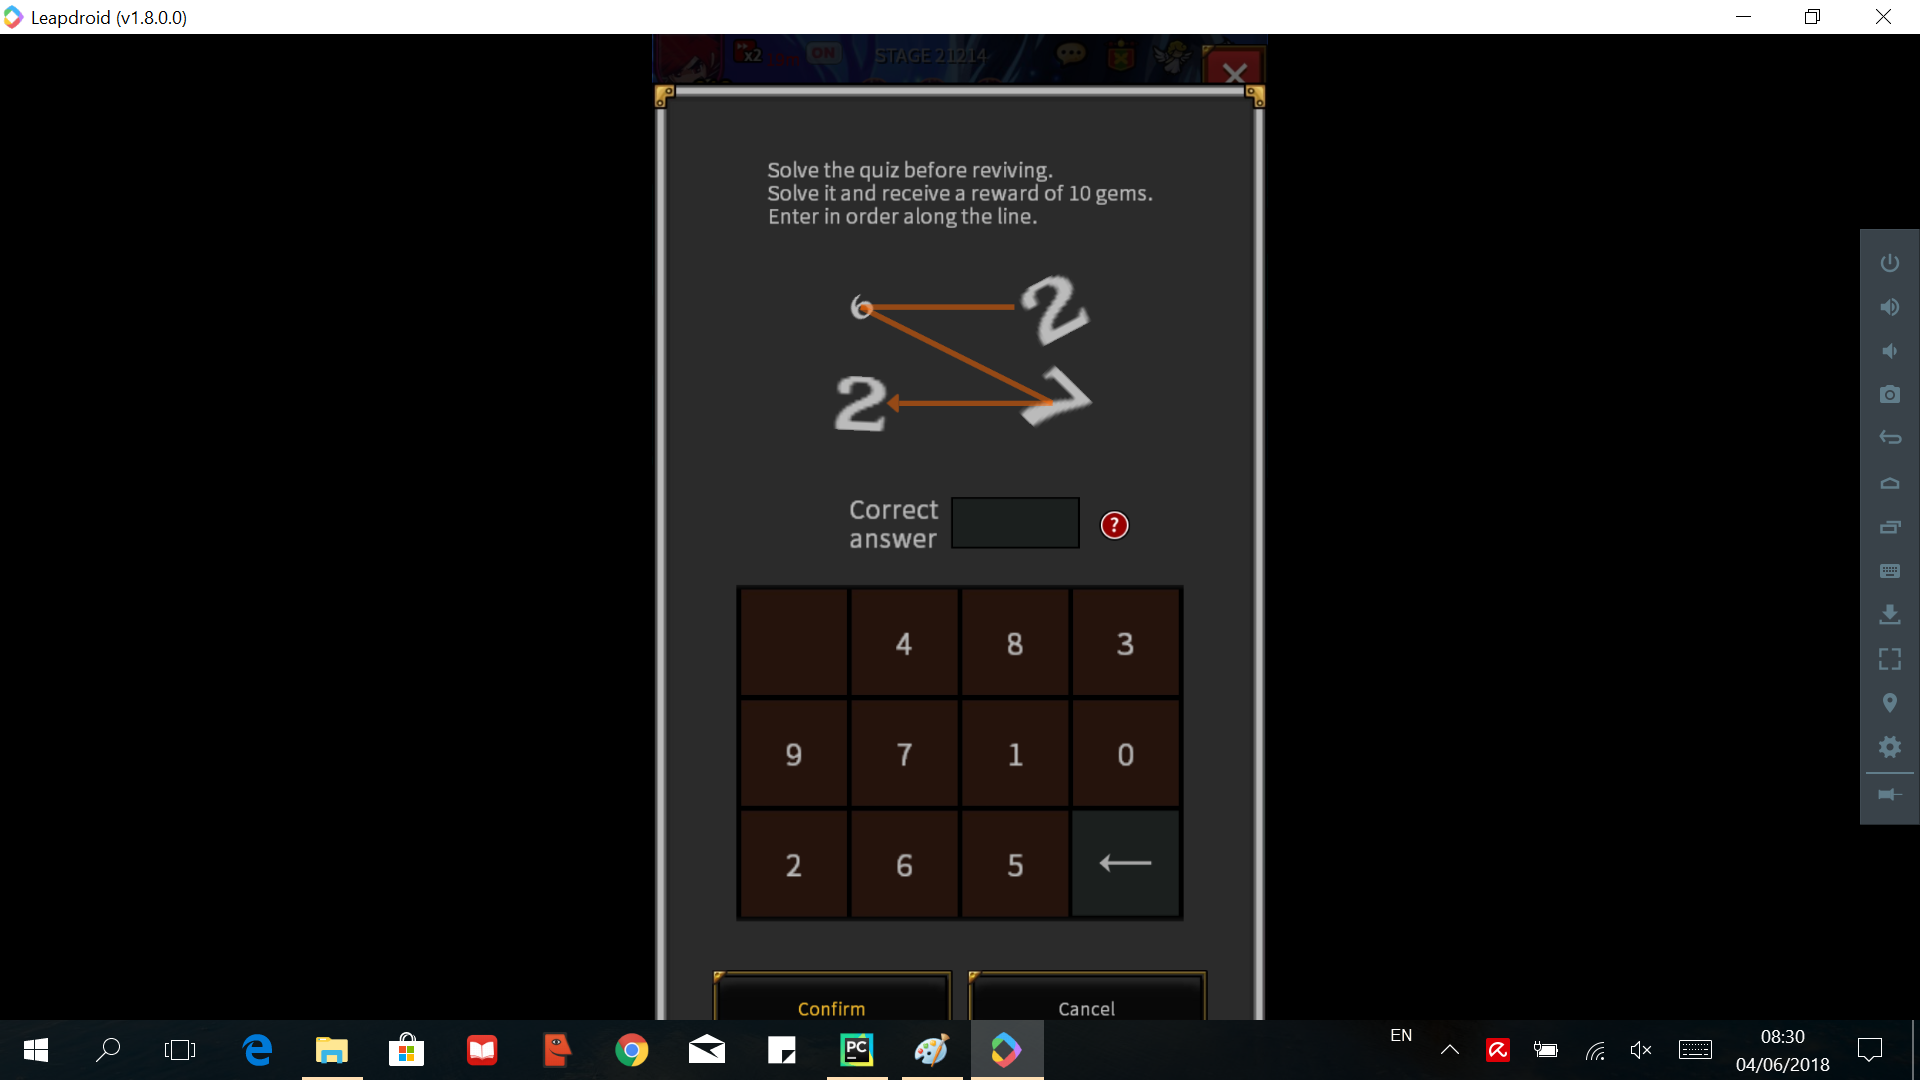 Leapdroid (v1.8.0.0)
x2
ON
STAGE 21214
Solve the quiz before reviving.
Solve it and receive a reward of 10 gems.
Enter in order along the line.
6 2
2 7
Correct
answer
?
4 8 3
9 7 1 0
2 6 5 ←
Confirm Cancel
PC
EN
08:30
04/06/2018